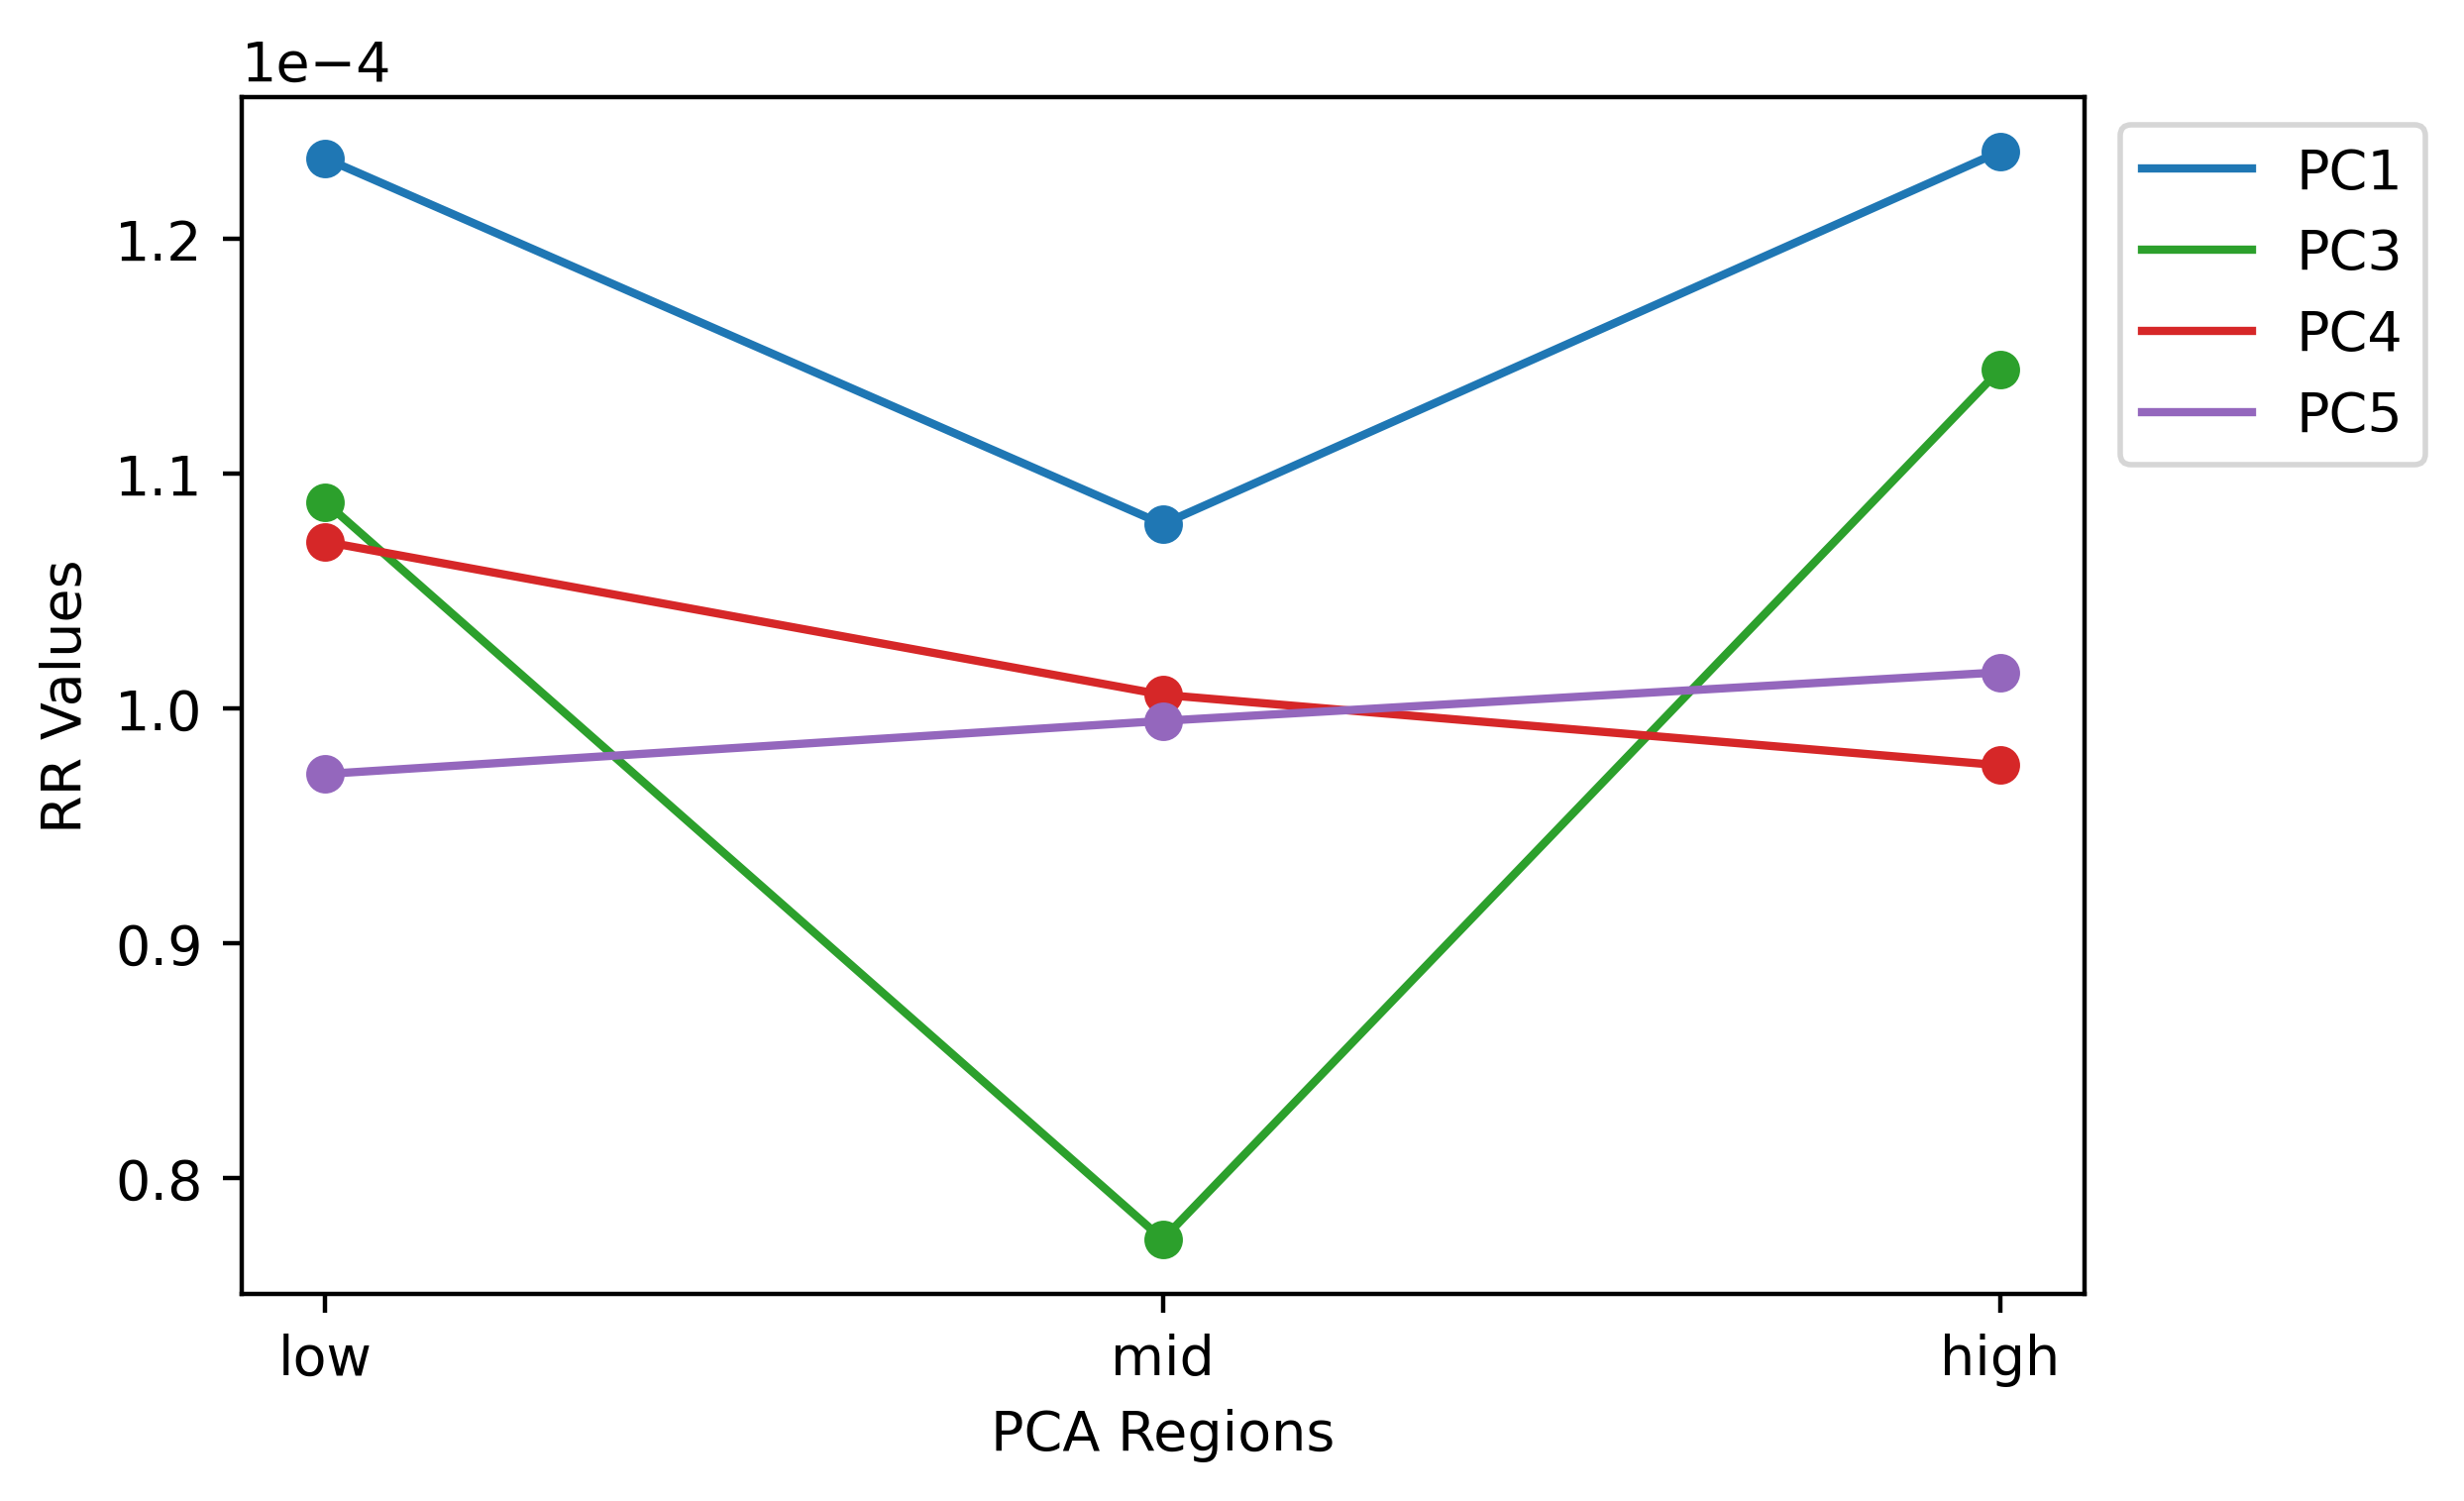 1e−4
1.2
1.1
1.0
0.9
0.8
RR Values
low
mid
high
PCA Regions
PC1
PC3
PC4
PC5